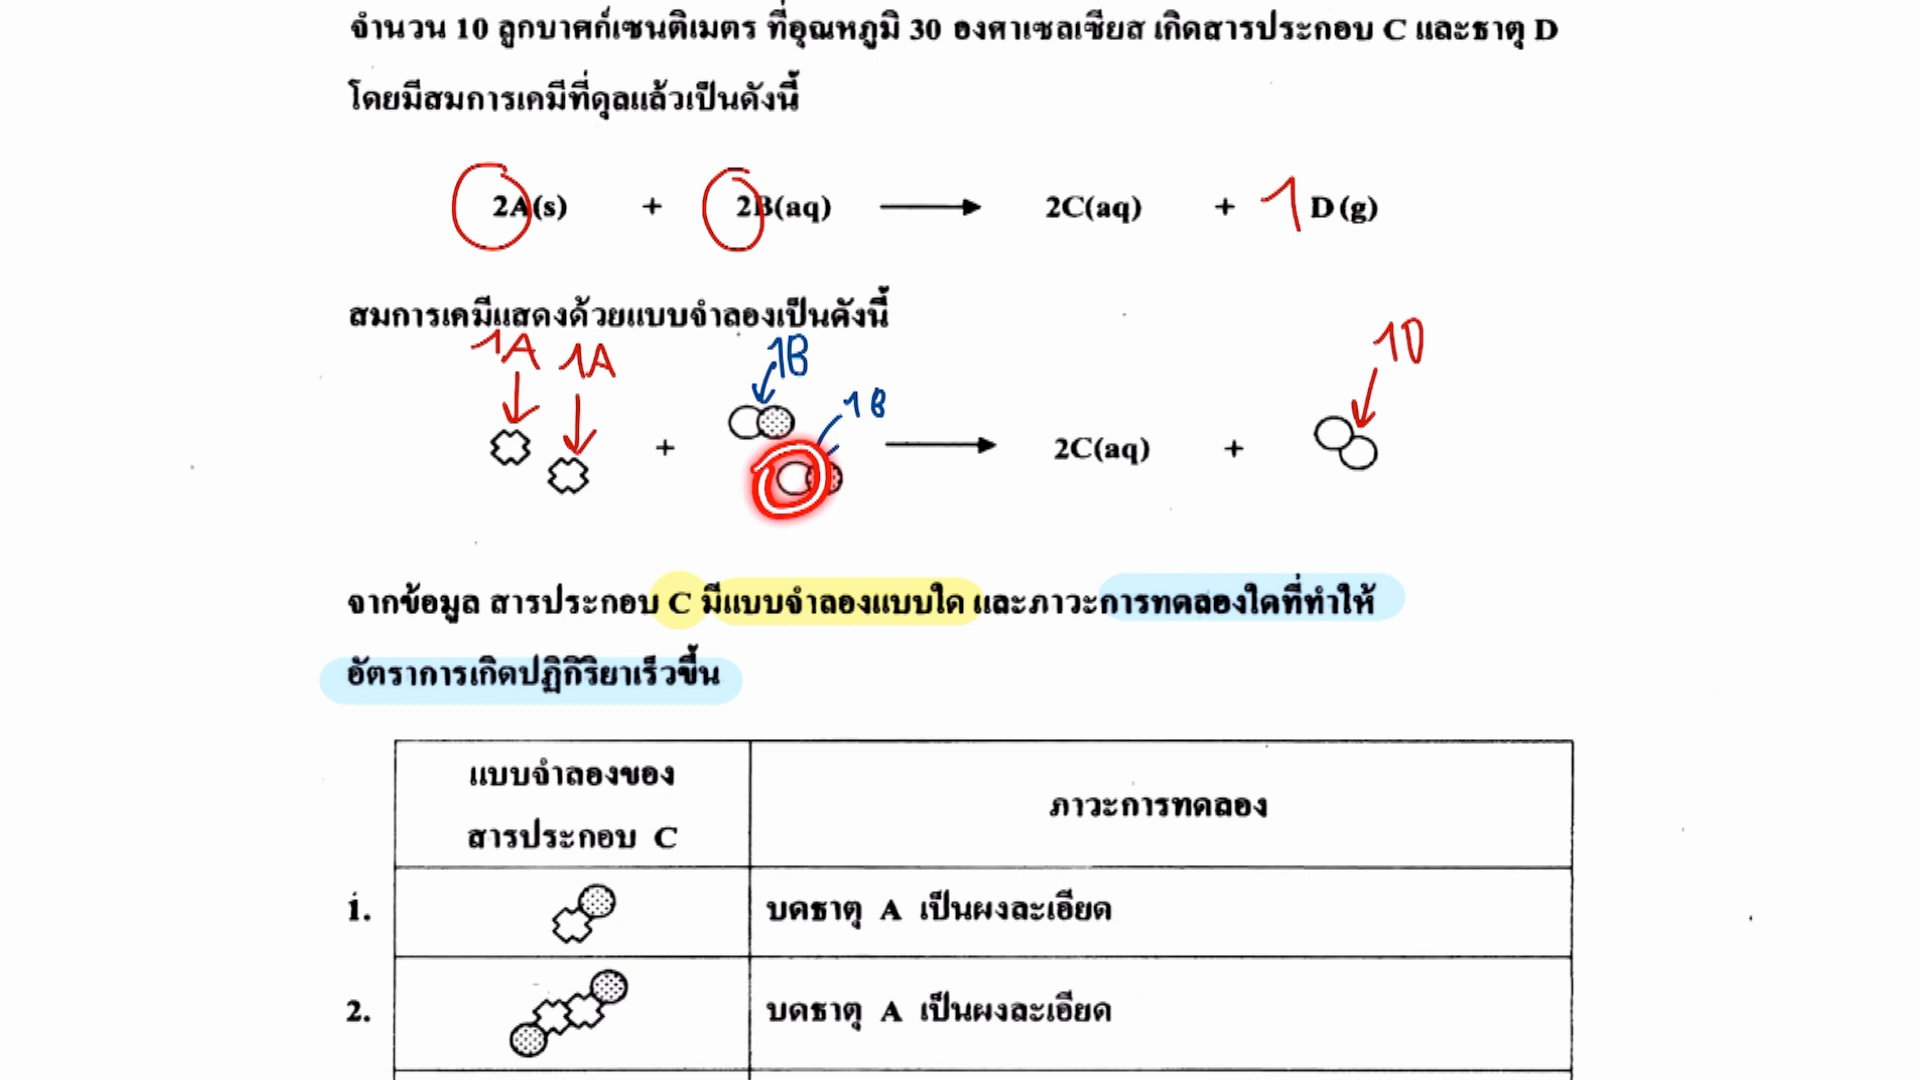 จำนวน 10 ลูกบาศก์เซนติเมตร ที่อุณหภูมิ 30 องศาเซลเซียส เกิดสารประกอบ C และธาตุ D
โดยมีสมการเคมีที่ดุลแล้วเป็นดังนี้
2A(s) + 2B(aq) → 2C(aq) + 1 D(g)
สมการเคมีแสดงด้วยแบบจำลองเป็นดังนี้
1A 1A 1B 1B 1D
+ → 2C(aq) +
จากข้อมูล สารประกอบ C มีแบบจำลองแบบใด และภาวะการทดลองใดที่ทำให้
อัตราการเกิดปฏิกิริยาเร็วขึ้น
แบบจำลองของ
สารประกอบ C
ภาวะการทดลอง
1. บดธาตุ A เป็นผงละเอียด
2. บดธาตุ A เป็นผงละเอียด